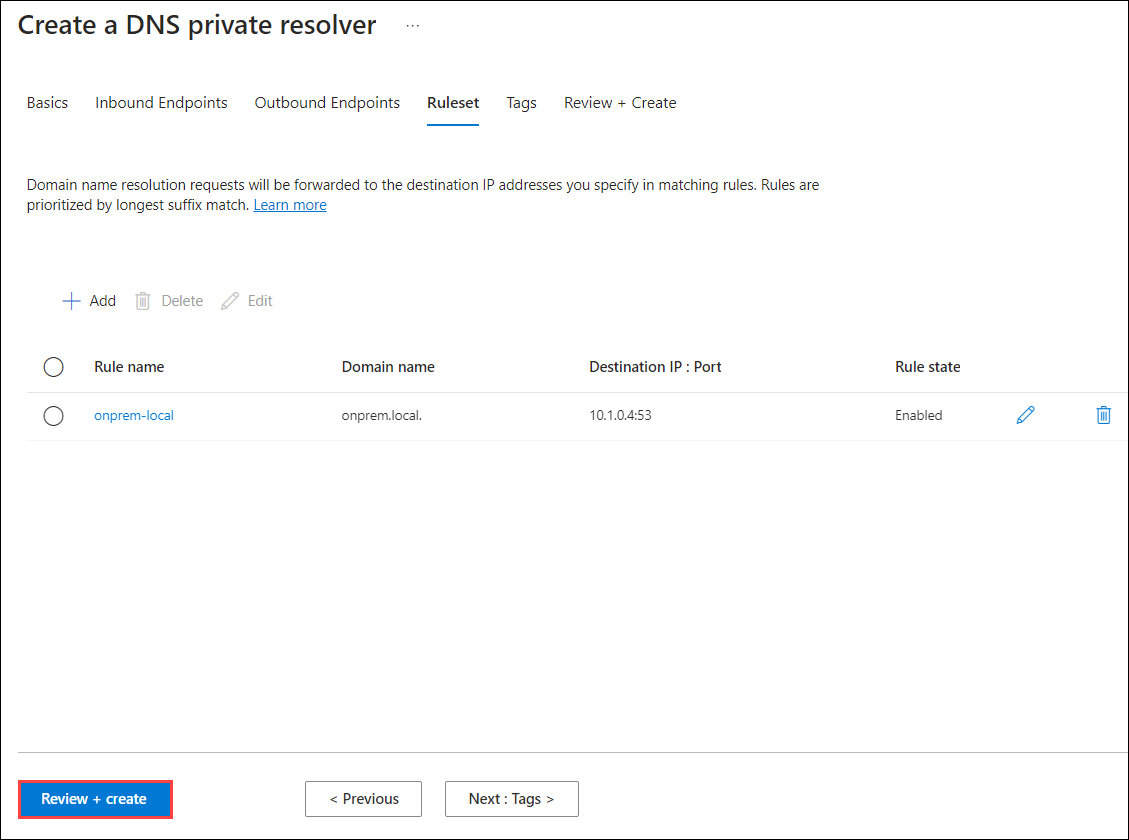 Create a DNS private resolver ...
Basics Inbound Endpoints Outbound Endpoints Ruleset Tags Review + Create
Domain name resolution requests will be forwarded to the destination IP addresses you specify in matching rules. Rules are
prioritized by longest suffix match. Learn more
Add Delete Edit
Rule name Domain name Destination IP : Port Rule state
onprem-local onprem.local. 10.1.0.4:53 Enabled
Review + create < Previous Next : Tags >